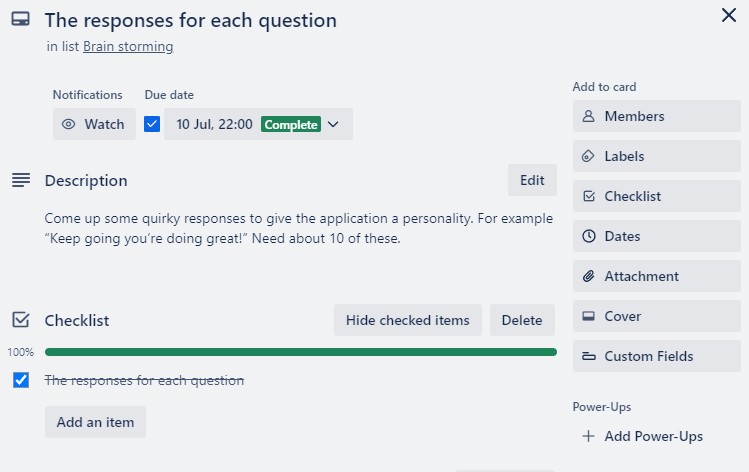 The responses for each question
in list Brain storming
Notifications
Due date
Watch
10 Jul, 22:00 Complete
Description
Edit
Come up some quirky responses to give the application a personality. For example
“Keep going you’re doing great!” Need about 10 of these.
Checklist
Hide checked items
Delete
100%
The responses for each question
Add an item
Add to card
Members
Labels
Checklist
Dates
Attachment
Cover
Custom Fields
Power-Ups
Add Power-Ups